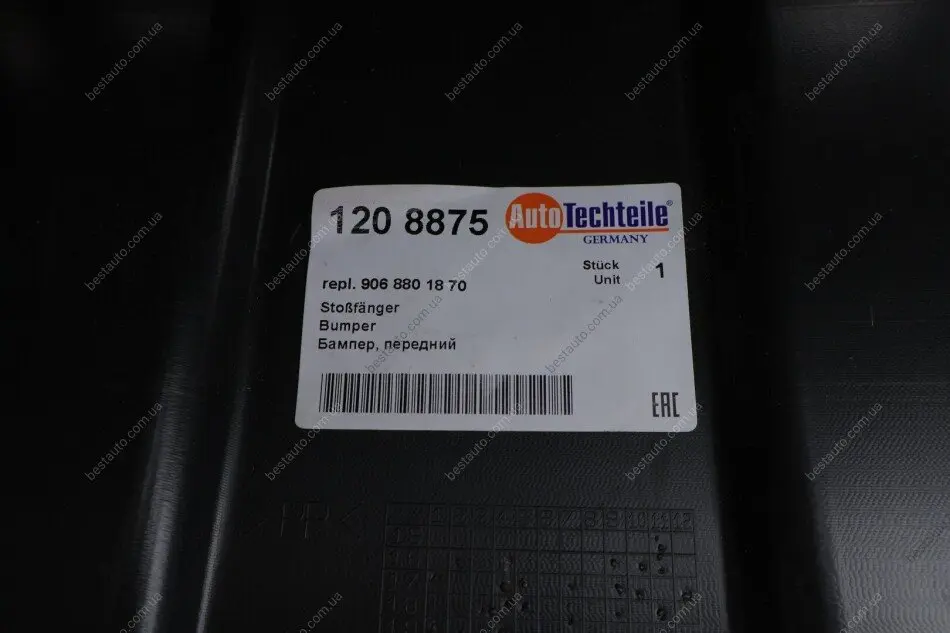 120 8875
AutoTechteile®
GERMANY
Stück
Unit
1
repl. 906 880 18 70
Stoßfänger
Bumper
Бампер, передний
EAC
>PP<
bestauto.com.ua